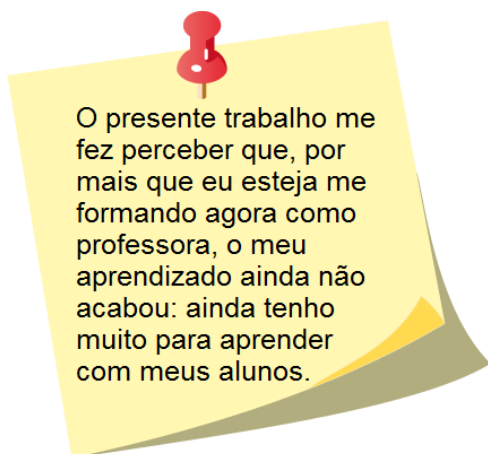 O presente trabalho me
fez perceber que, por
mais que eu esteja me
formando agora como
professora, o meu
aprendizado ainda não
acabou: ainda tenho
muito para aprender
com meus alunos.